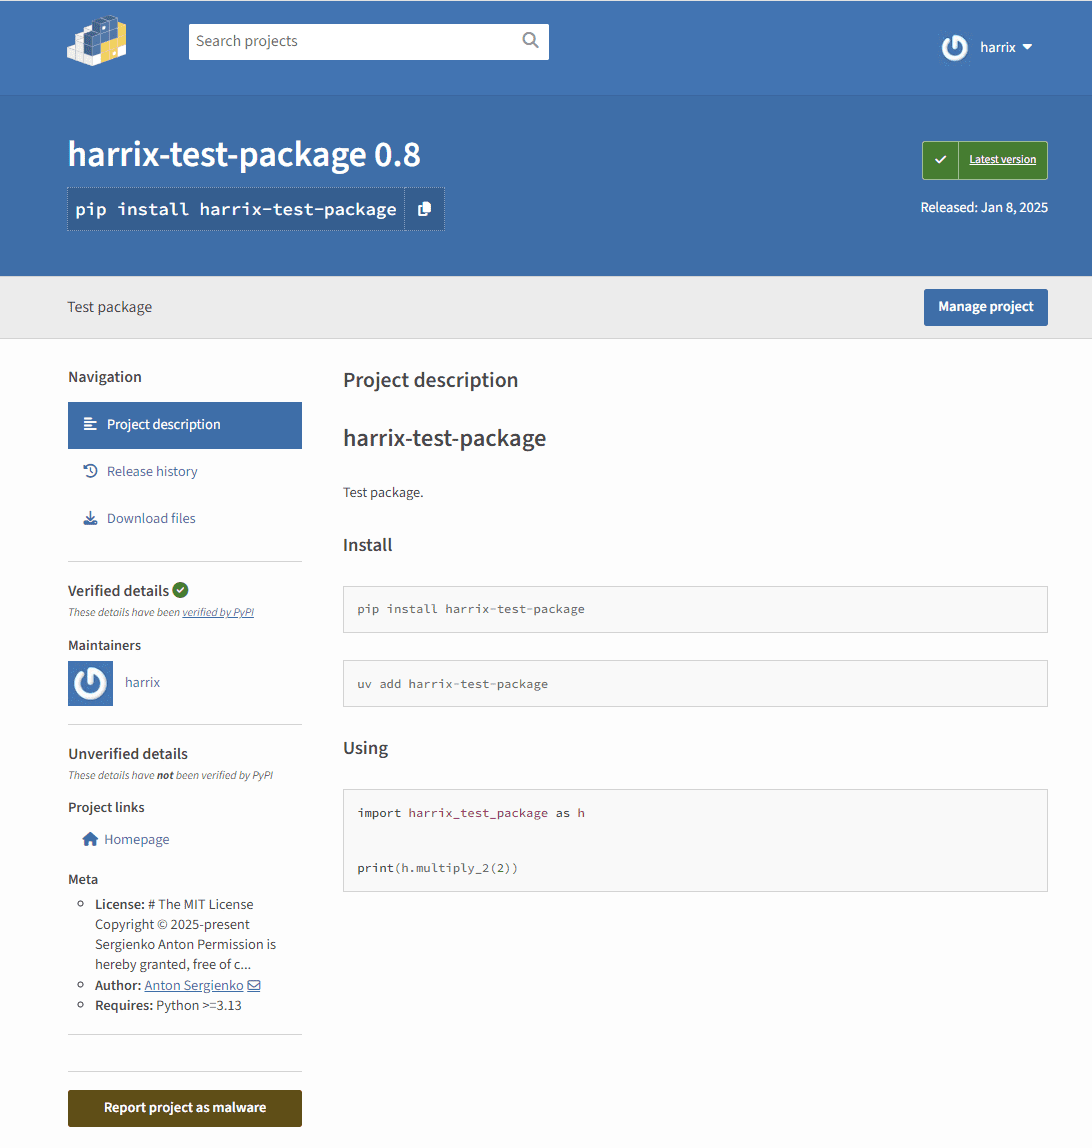 Search projects
harrix
harrix-test-package 0.8
pip install harrix-test-package
Latest version
Released: Jan 8, 2025
Test package
Manage project
Navigation
Project description
Release history
Download files
Verified details
These details have been verified by PyPI
Maintainers
harrix
Unverified details
These details have not been verified by PyPI
Project links
Homepage
Meta
License: # The MIT License
Copyright © 2025-present
Sergienko Anton Permission is
hereby granted, free of c...
Author: Anton Sergienko
Requires: Python >=3.13
Report project as malware
Project description
harrix-test-package
Test package.
Install
pip install harrix-test-package
uv add harrix-test-package
Using
import harrix_test_package as h
print(h.multiply_2(2))